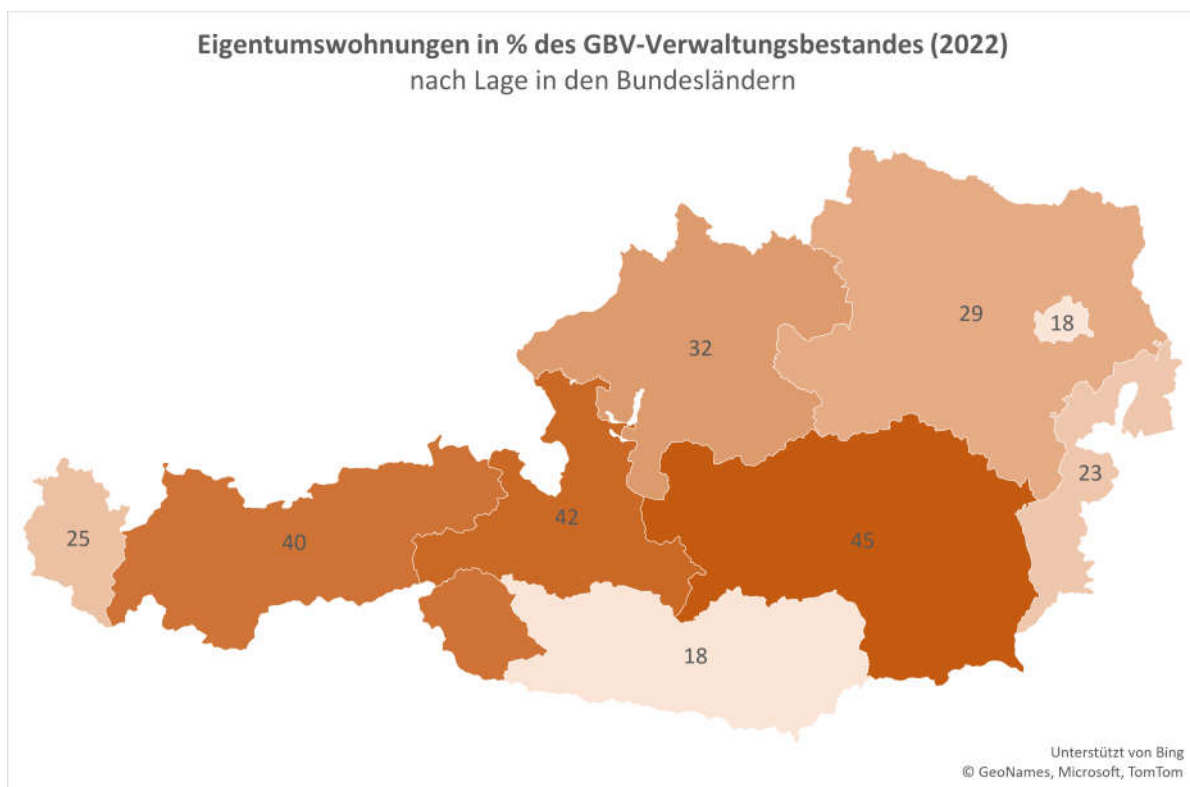 Eigentumswohnungen in % des GBV-Verwaltungsbestandes (2022)
nach Lage in den Bundesländern
29
18
32
23
42
25
40
45
18
Unterstützt von Bing
© GeoNames, Microsoft, TomTom